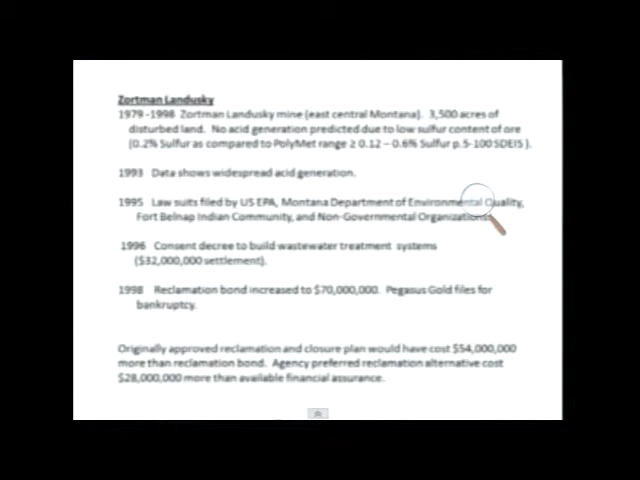 Zortman Landusky
1979 -1998 Zortman Landusky mine (east central Montana). 3,500 acres of
disturbed land. No acid generation predicted due to low sulfur content of ore
(0.2% Sulfur as compared to PolyMet range ≥ 0.12 – 0.6% Sulfur p.5-100 SDEIS ).
1993 Data shows widespread acid generation.
1995 Law suits filed by US EPA, Montana Department of Environmental Quality,
Fort Belnap Indian Community, and Non-Governmental Organizations.
1996 Consent decree to build wastewater treatment systems
($32,000,000 settlement).
1998 Reclamation bond increased to $70,000,000. Pegasus Gold files for
bankruptcy.
Originally approved reclamation and closure plan would have cost $54,000,000
more than reclamation bond. Agency preferred reclamation alternative cost
$28,000,000 more than available financial assurance.